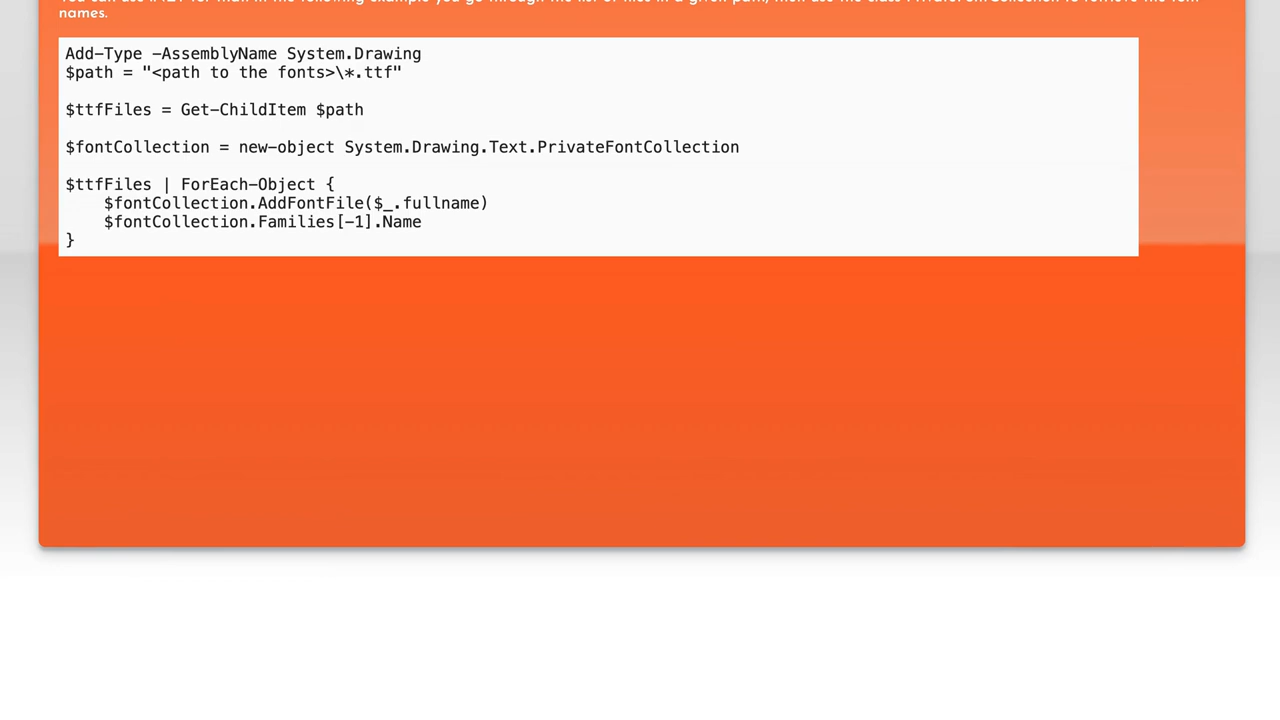 names.
Add-Type -AssemblyName System.Drawing
$path = "<path to the fonts>\*.ttf"
$ttfFiles = Get-ChildItem $path
$fontCollection = new-object System.Drawing.Text.PrivateFontCollection
$ttfFiles | ForEach-Object {
    $fontCollection.AddFontFile($_.fullname)
    $fontCollection.Families[-1].Name
}